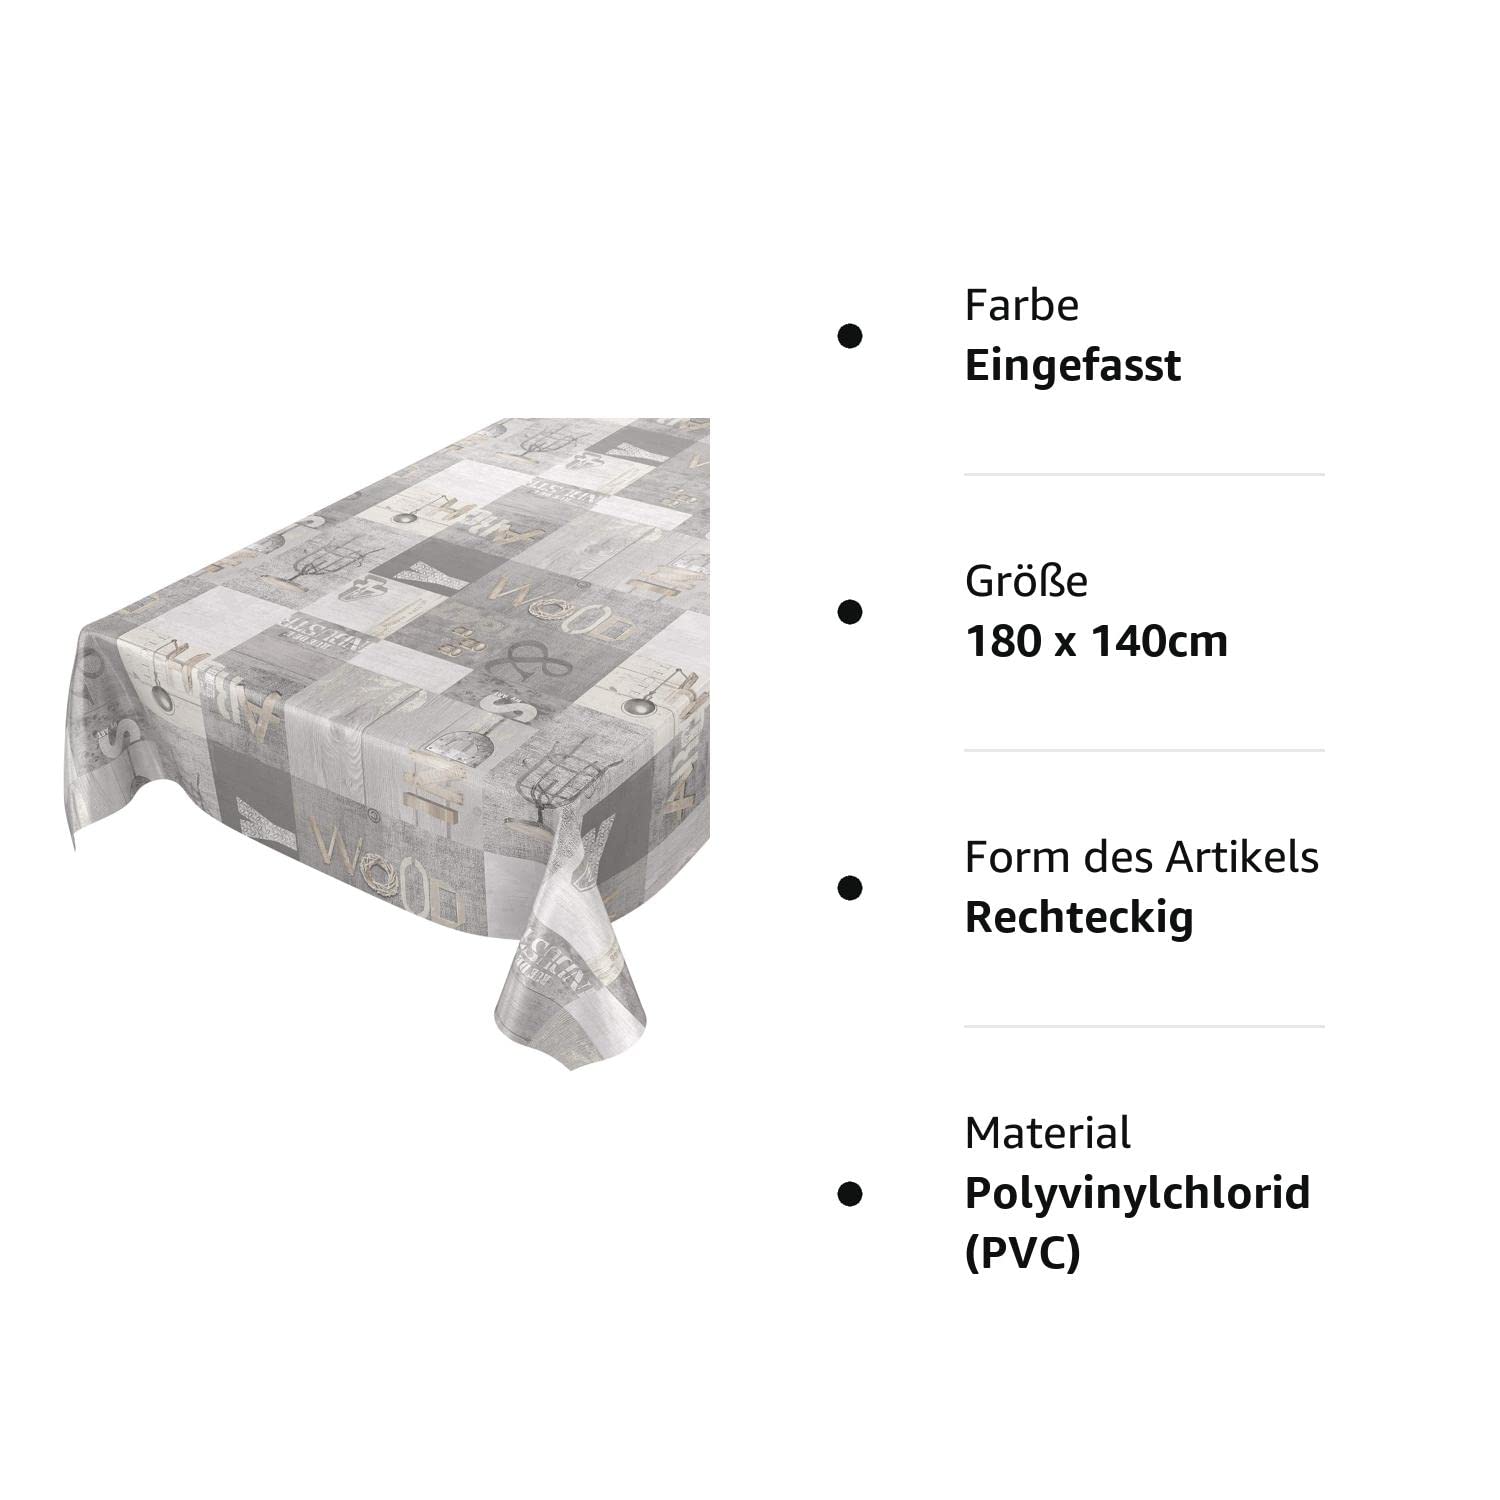 Farbe
Eingefasst
Größe
180 x 140cm
Form des Artikels
Rechteckig
Material
Polyvinylchlorid
(PVC)
WOOD
WOOD